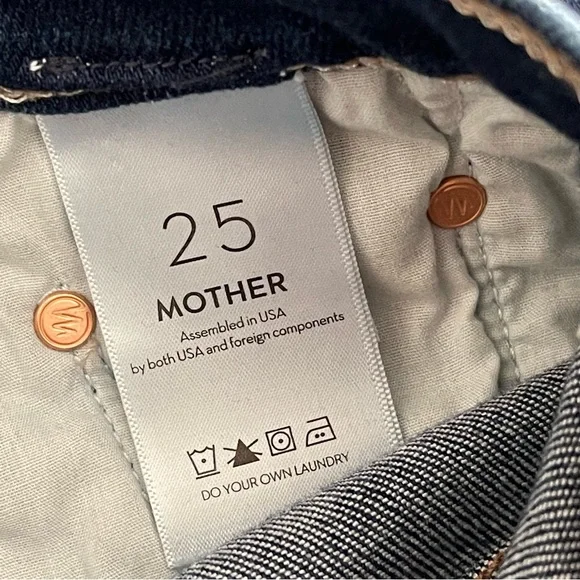 25
MOTHER
Assembled in USA
by both USA and foreign components
DO YOUR OWN LAUNDRY